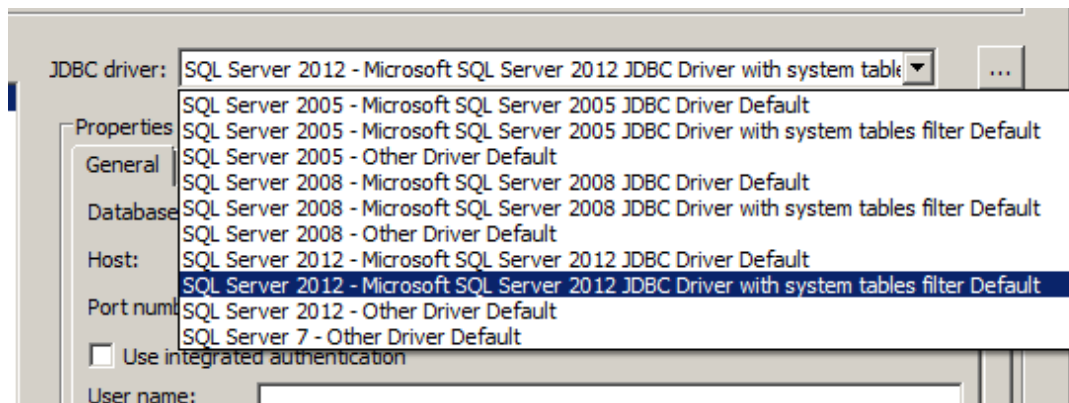 JDBC driver: SQL Server 2012 - Microsoft SQL Server 2012 JDBC Driver with system ...
SQL Server 2005 - Microsoft SQL Server 2005 JDBC Driver Default
SQL Server 2005 - Microsoft SQL Server 2005 JDBC Driver with system tables filter Default
SQL Server 2005 - Other Driver Default
SQL Server 2008 - Microsoft SQL Server 2008 JDBC Driver Default
SQL Server 2008 - Microsoft SQL Server 2008 JDBC Driver with system tables filter Default
SQL Server 2008 - Other Driver Default
SQL Server 2012 - Microsoft SQL Server 2012 JDBC Driver Default
SQL Server 2012 - Microsoft SQL Server 2012 JDBC Driver with system tables filter Default
SQL Server 2012 - Other Driver Default
SQL Server 7 - Other Driver Default
Properties
General
Database
Host:
Port
Use integrated authentication
User name: